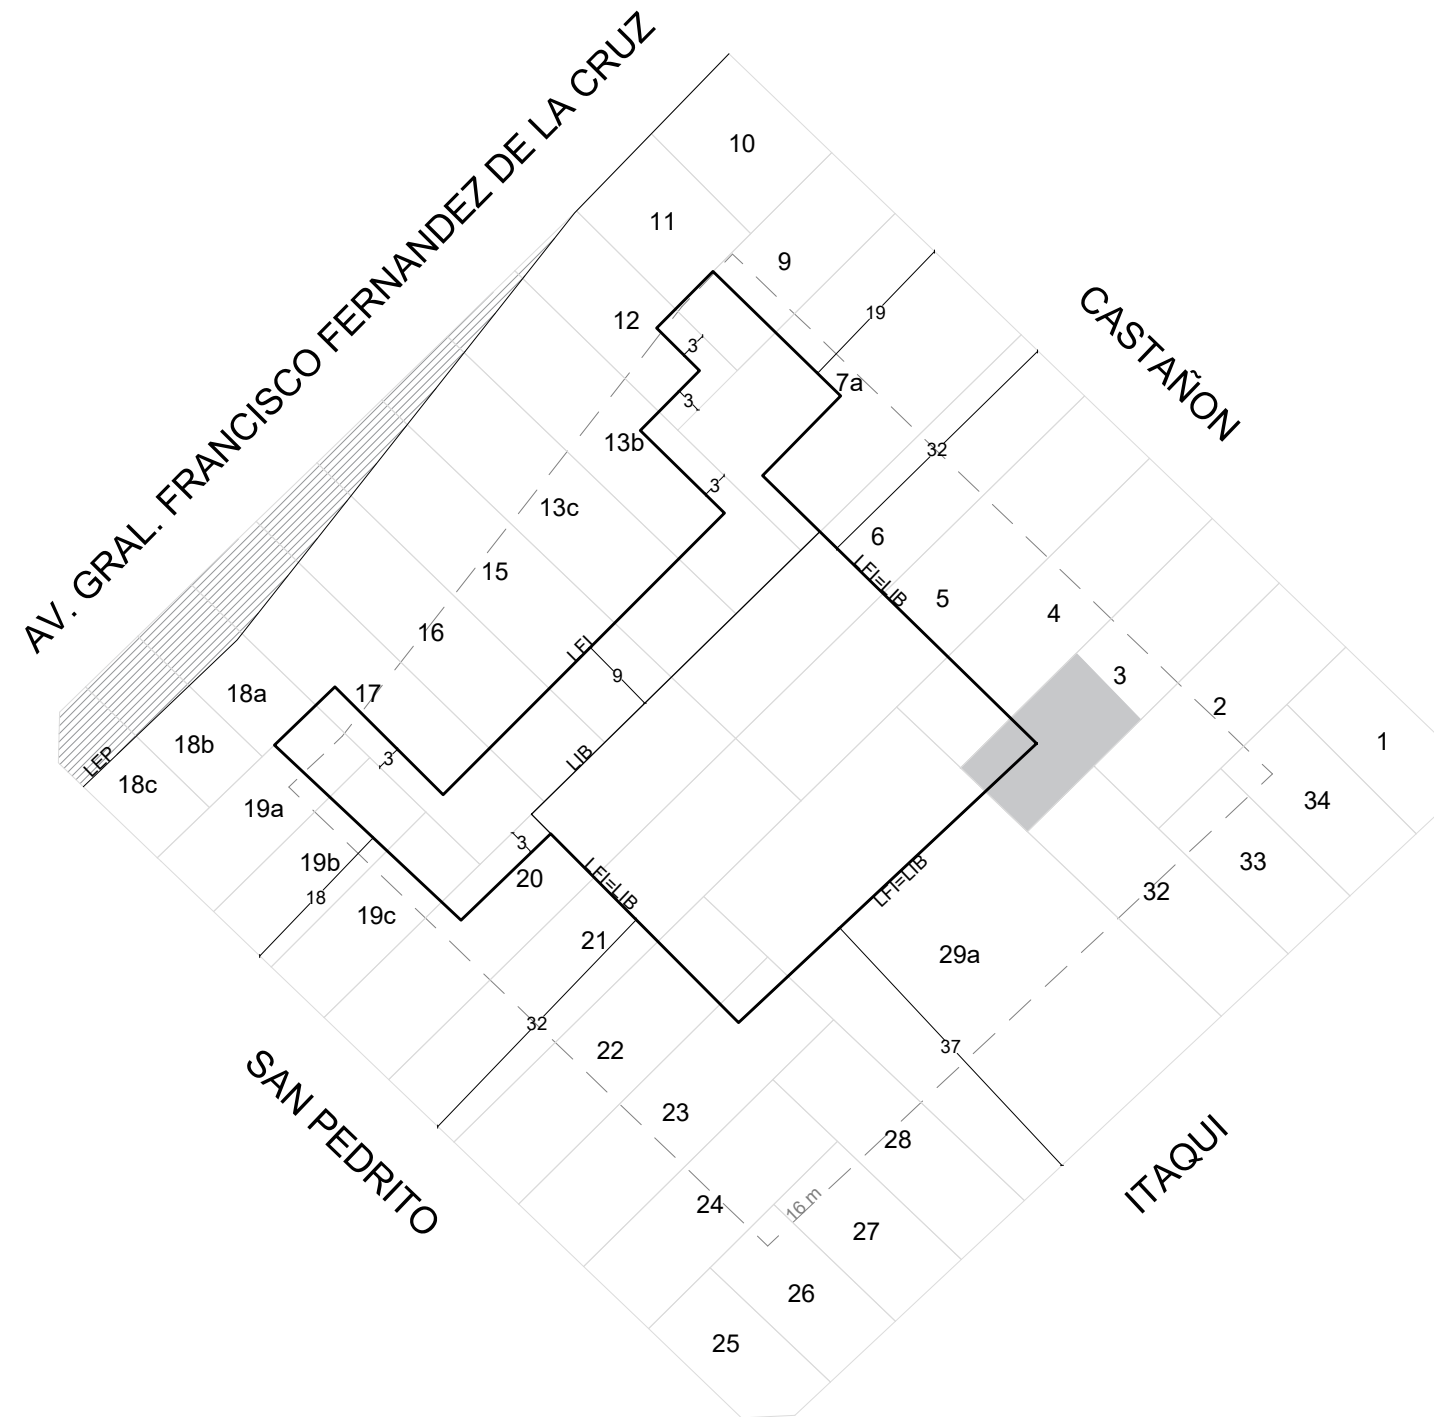 AV. GRAL. FRANCISCO FERNANDEZ DE LA CRUZ
10
11
9
CASTAÑON
19
12
3
7a
3
13b
32
3
13c
6
LFI=LIB
15
5
4
16
LFI
9
3
18a
17
2
18b
LIB
1
LEP
3
18c
34
19a
3
19b
20
LFI=LIB
LFI=LIB
33
18
32
19c
21
29a
32
22
37
SAN PEDRITO
23
28
ITAQUI
24
16 m
27
26
25